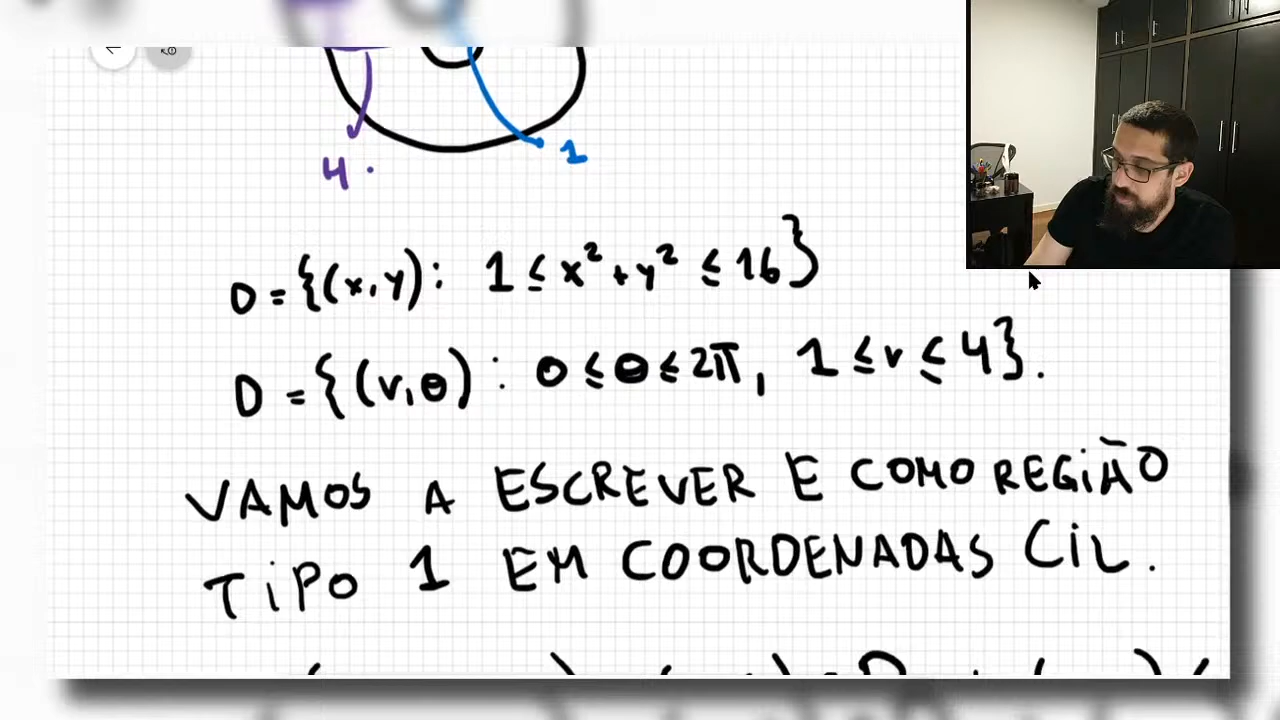 4
1
D = {(x,y): 1 ≤ x² + y² ≤ 16}
D = {(r,θ): 0 ≤ θ ≤ 2π, 1 ≤ r ≤ 4}.
VAMOS A ESCREVER E COMO REGIÃO
TIPO 1 EM COORDENADAS CIL.